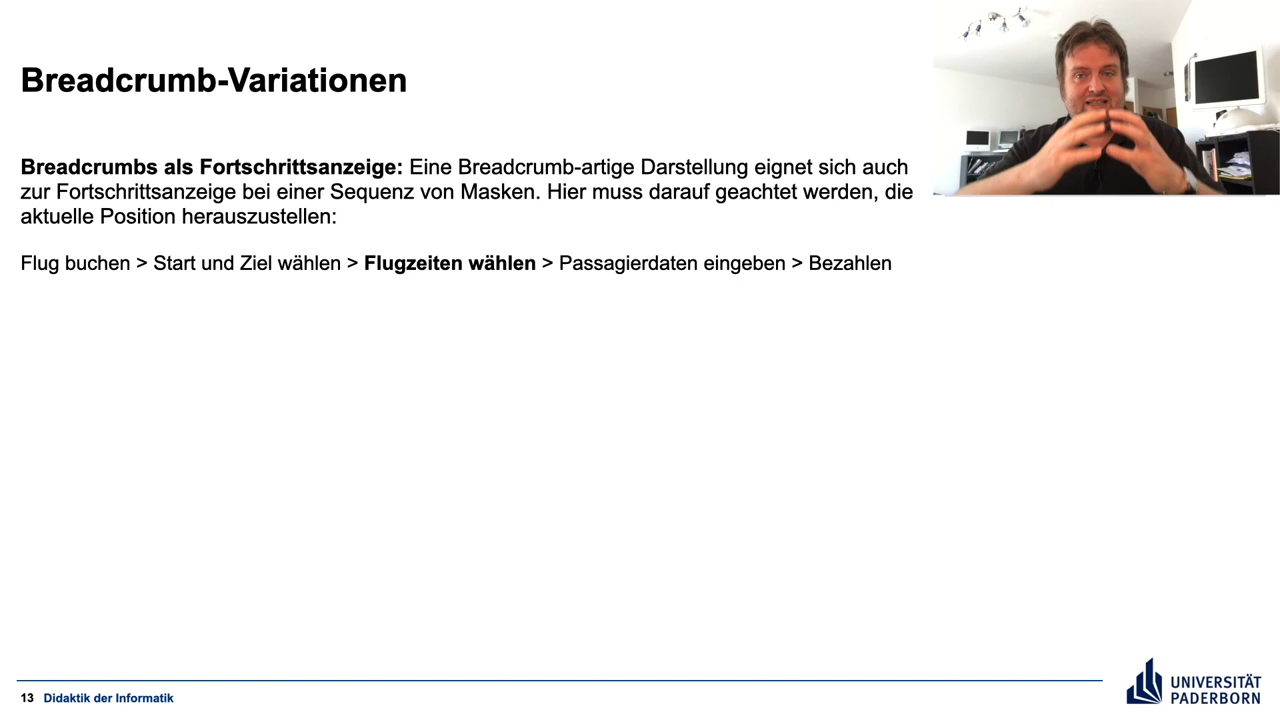 Breadcrumb-Variationen
Breadcrumbs als Fortschrittsanzeige: Eine Breadcrumb-artige Darstellung eignet sich auch
zur Fortschrittsanzeige bei einer Sequenz von Masken. Hier muss darauf geachtet werden, die
aktuelle Position herauszustellen:
Flug buchen > Start und Ziel wählen > Flugzeiten wählen > Passagierdaten eingeben > Bezahlen
13 Didaktik der Informatik
UNIVERSITÄT
PADERBORN